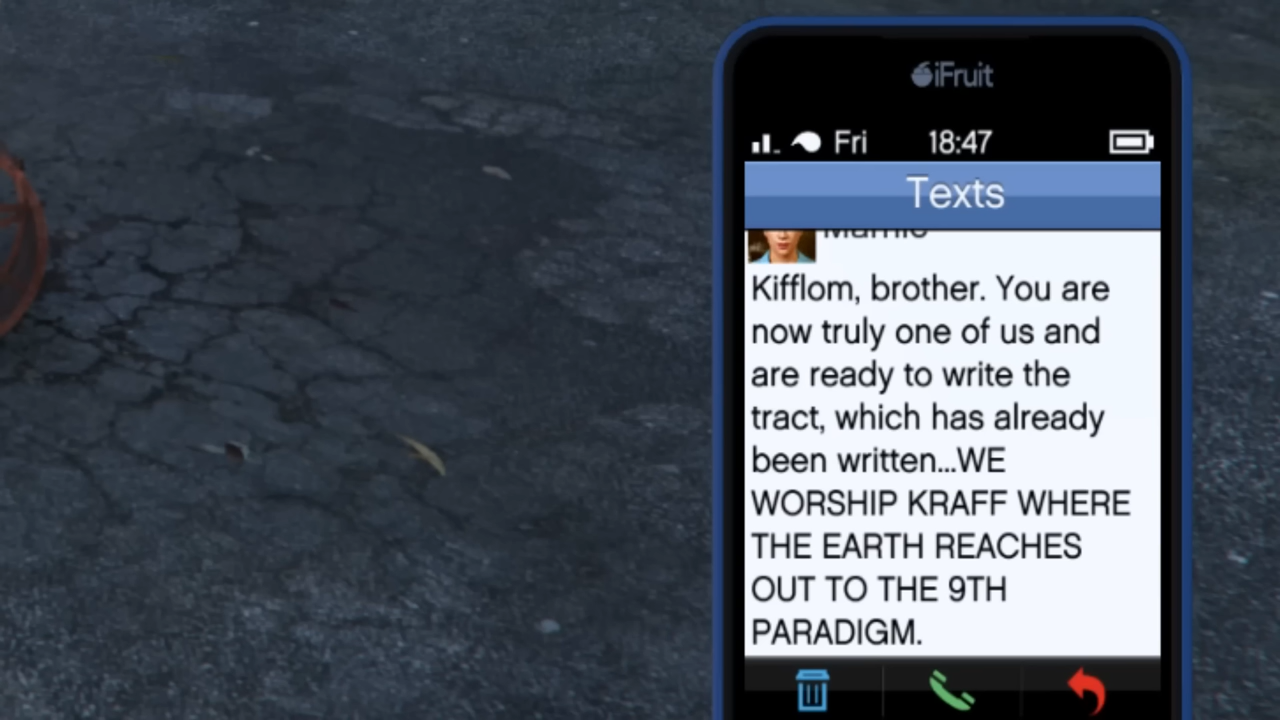 iFruit
Fri 18:47
Texts
Kifflom, brother. You are
now truly one of us and
are ready to write the
tract, which has already
been written...WE
WORSHIP KRAFF WHERE
THE EARTH REACHES
OUT TO THE 9TH
PARADIGM.